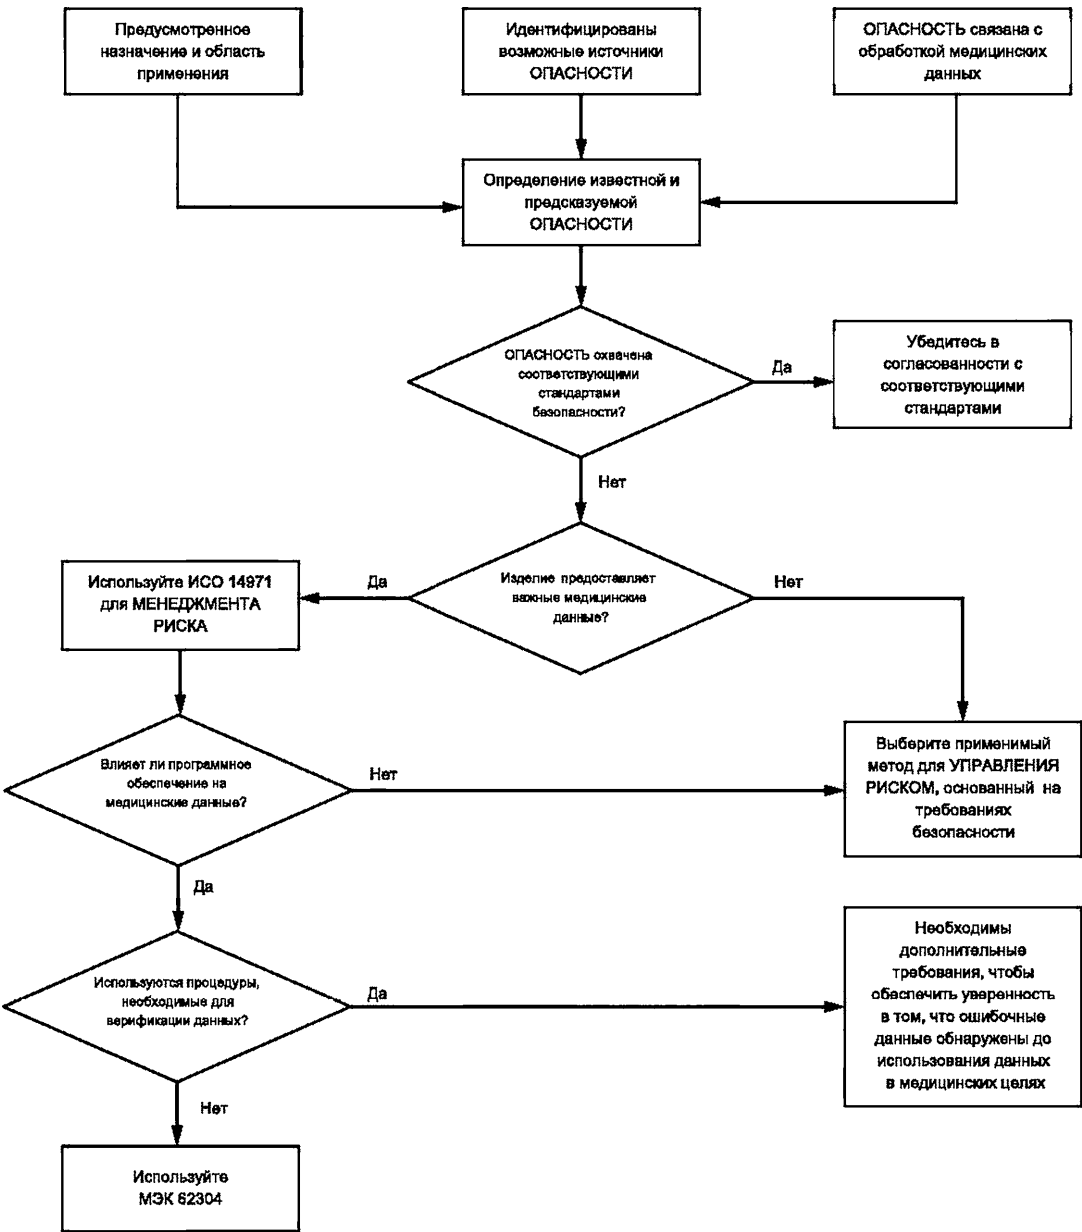 Предусмотренное
назначение и область
применения
Идентифицированы
возможные источники
ОПАСНОСТИ
ОПАСНОСТЬ связана с
обработкой медицинских
данных
Определение известной и
предсказуемой
ОПАСНОСТИ
ОПАСНОСТЬ охвачена
соответствующими
стандартами
безопасности?
Да
Убедитесь в
согласованности с
соответствующими
стандартами
Нет
Изделие предоставляет
важные медицинские
данные?
Да
Нет
Используйте ИСО 14971
для МЕНЕДЖМЕНТА
РИСКА
Влияет ли программное
обеспечение на
медицинские данные?
Нет
Выберите применимый
метод для УПРАВЛЕНИЯ
РИСКОМ, основанный на
требованиях
безопасности
Да
Используются процедуры,
необходимые для
верификации данных?
Да
Необходимы
дополнительные
требования, чтобы
обеспечить уверенность
в том, что ошибочные
данные обнаружены до
использования данных
в медицинских целях
Нет
Используйте
МЭК 62304